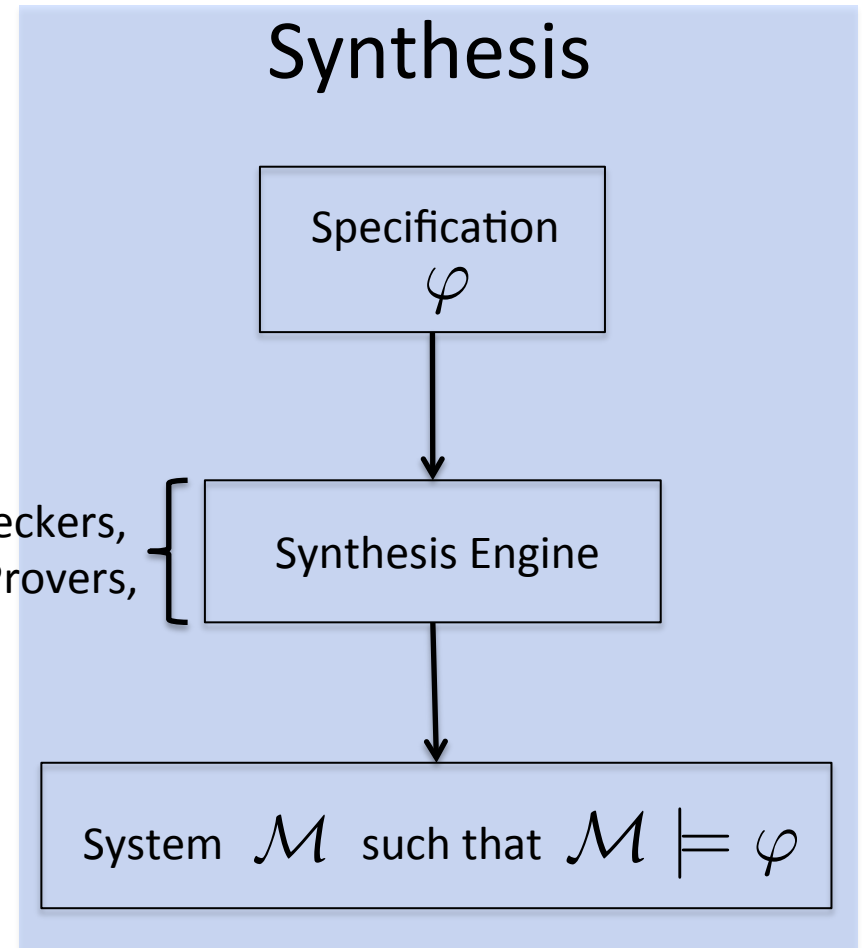 Synthesis
Specification
φ
eckers,
Provers,
Synthesis Engine
System ℳ such that ℳ ⊨ φ